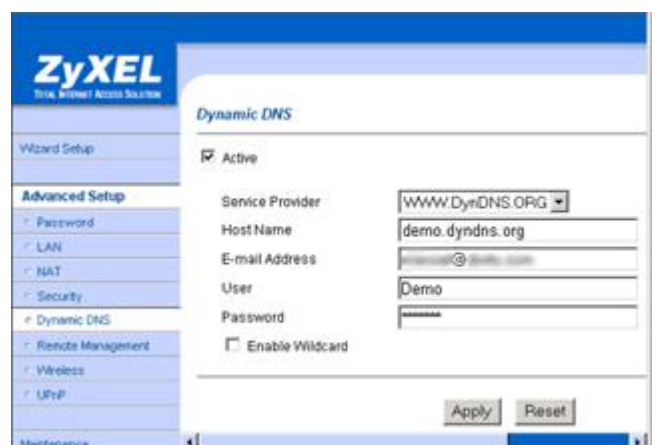 ZyXEL
TOTAL INTERNET ACCESS SOLUTION
Dynamic DNS
Wizard Setup
Active
Advanced Setup
Password
LAN
NAT
Security
Dynamic DNS
Remote Management
Wireless
UPnP
Maintenance
Service Provider WWW.DynDNS.ORG
Host Name demo.dyndns.org
E-mail Address @
User Demo
Password ********
Enable Wildcard
Apply Reset